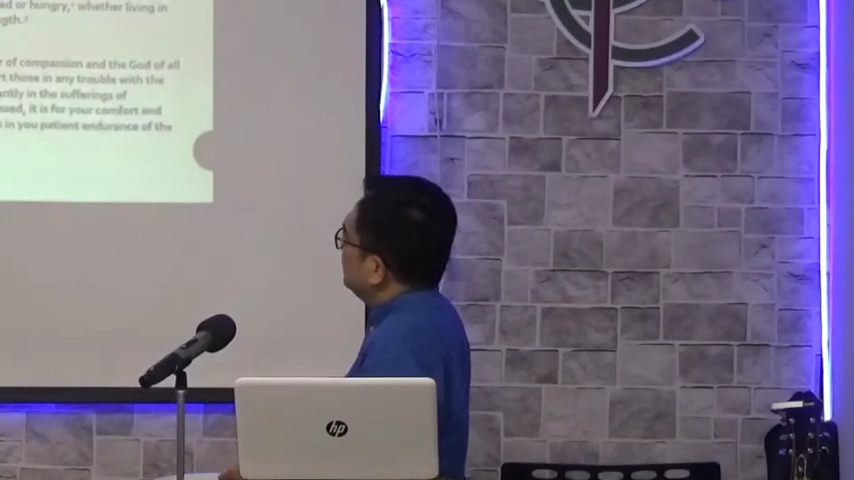 or hungry, whether living in
gth.
of compassion and the God of all
rt those in any trouble with the
antly in the sufferings of
ssed, it is for your comfort and
s in you patient endurance of the
hp